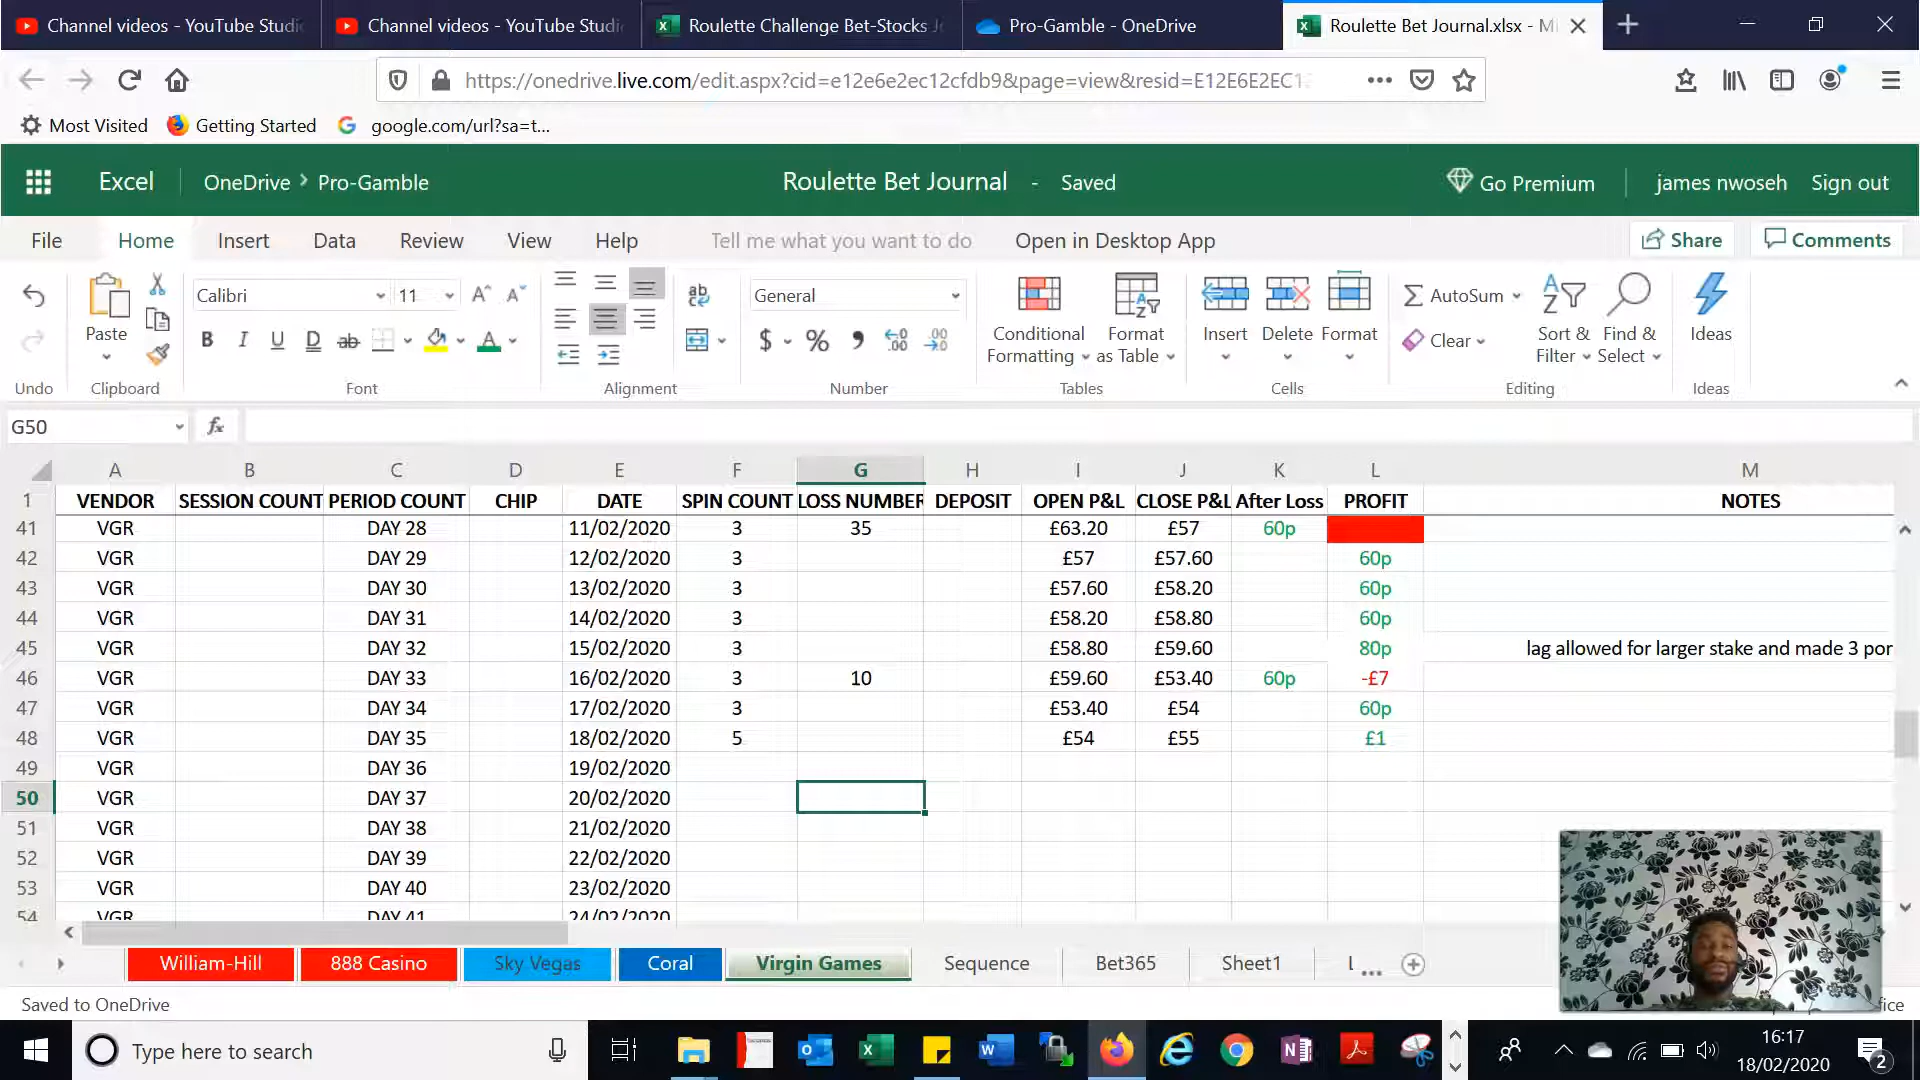 Channel videos - YouTube Studi
Channel videos - YouTube Studi
Roulette Challenge Bet-Stocks J
Pro-Gamble - OneDrive
Roulette Bet Journal.xlsx - Mi
https://onedrive.live.com/edit.aspx?cid=e12e6e2ec12cfdb9&page=view&resid=E12E6E2EC12
Most Visited
Getting Started
google.com/url?sa=t...
Excel
OneDrive > Pro-Gamble
Roulette Bet Journal - Saved
Go Premium
james nwoseh
Sign out
File Home Insert Data Review View Help
Tell me what you want to do
Open in Desktop App
Share
Comments
Calibri 11 General
AutoSum
Paste
B I U D ab
$ %
Conditional Formatting
Format as Table
Insert Delete Format
Clear
Sort & Filter
Find & Select
Ideas
Undo Clipboard Font Alignment Number Tables Cells Editing Ideas
G50 fx
A B C D E F G H I J K L M
1 VENDOR SESSION COUNT PERIOD COUNT CHIP DATE SPIN COUNT LOSS NUMBER DEPOSIT OPEN P&L CLOSE P&L After Loss PROFIT NOTES
41 VGR DAY 28 11/02/2020 3 35 £63.20 £57 60p
42 VGR DAY 29 12/02/2020 3 £57 £57.60 60p
43 VGR DAY 30 13/02/2020 3 £57.60 £58.20 60p
44 VGR DAY 31 14/02/2020 3 £58.20 £58.80 60p
45 VGR DAY 32 15/02/2020 3 £58.80 £59.60 80p lag allowed for larger stake and made 3 por
46 VGR DAY 33 16/02/2020 3 10 £59.60 £53.40 60p -£7
47 VGR DAY 34 17/02/2020 3 £53.40 £54 60p
48 VGR DAY 35 18/02/2020 5 £54 £55 £1
49 VGR DAY 36 19/02/2020
50 VGR DAY 37 20/02/2020
51 VGR DAY 38 21/02/2020
52 VGR DAY 39 22/02/2020
53 VGR DAY 40 23/02/2020
54 VGR DAY 41 24/02/2020
William-Hill 888 Casino Sky Vegas Coral Virgin Games Sequence Bet365 Sheet1 L ...
Saved to OneDrive
fice
Type here to search
16:17
18/02/2020
2